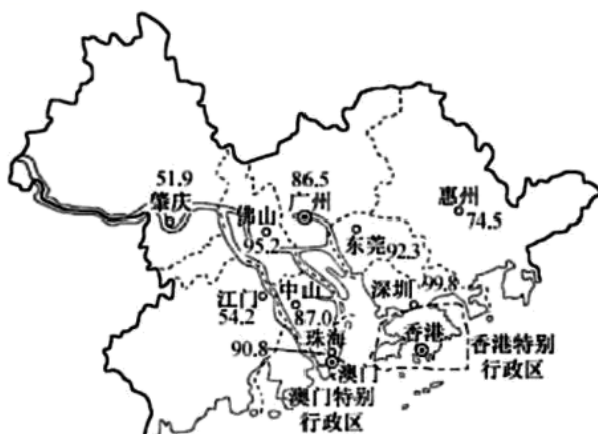 51.9
肇庆
86.5
广州
惠州
74.5
佛山
95.2
东莞
92.3
江门
54.2
中山
87.0
深圳
99.8
珠海
90.8
澳门
澳门特别
行政区
香港
香港特别
行政区